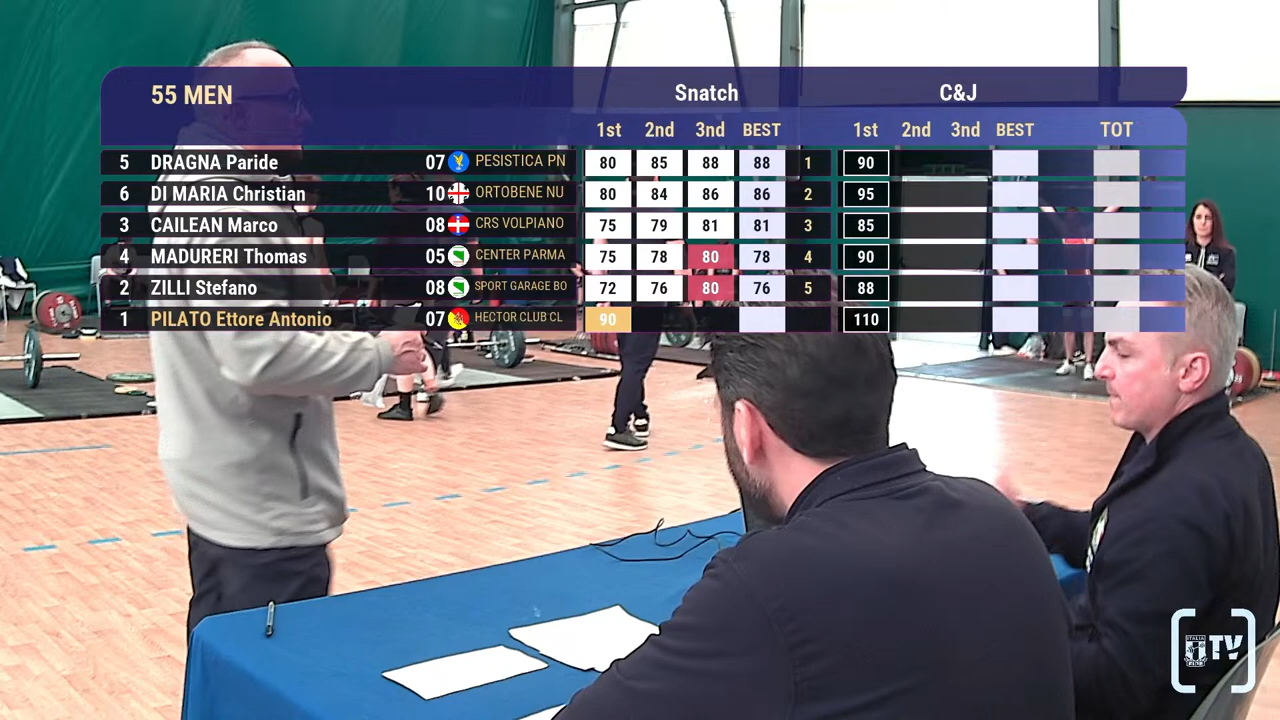 55 MEN Snatch C&J
1st 2nd 3nd BEST 1st 2nd 3nd BEST TOT
5 DRAGNA Paride 07 PESISTICA PN 80 85 88 88 1 90
6 DI MARIA Christian 10 ORTOBENE NU 80 84 86 86 2 95
3 CAILEAN Marco 08 CRS VOLPIANO 75 79 81 81 3 85
4 MADURERI Thomas 05 CENTER PARMA 75 78 80 78 4 90
2 ZILLI Stefano 08 SPORT GARAGE BO 72 76 80 76 5 88
1 PILATO Ettore Antonio 07 HECTOR CLUB CL 90 110
ITALIA
TV